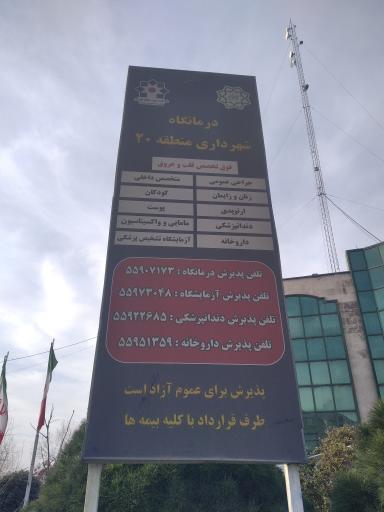 درمانگاه
شهرداری منطقه ۲۰
فوق تخصص قلب و عروق
جراحی عمومی
متخصص داخلی
زنان و زایمان
کودکان
ارتوپدی
پوست
دندانپزشکی
مامایی و واکسیناسیون
داروخانه
آزمایشگاه تشخیص پزشکی
تلفن پذیرش درمانگاه : ۵۵۹۰۷۱۷۳
تلفن پذیرش آزمایشگاه : ۵۵۹۷۳۰۴۸
تلفن پذیرش دندانپزشکی : ۵۵۹۲۲۶۸۵
تلفن پذیرش داروخانه : ۵۵۹۵۱۳۵۹
پذیرش برای عموم آزاد است
طرف قرارداد با کلیه بیمه ها